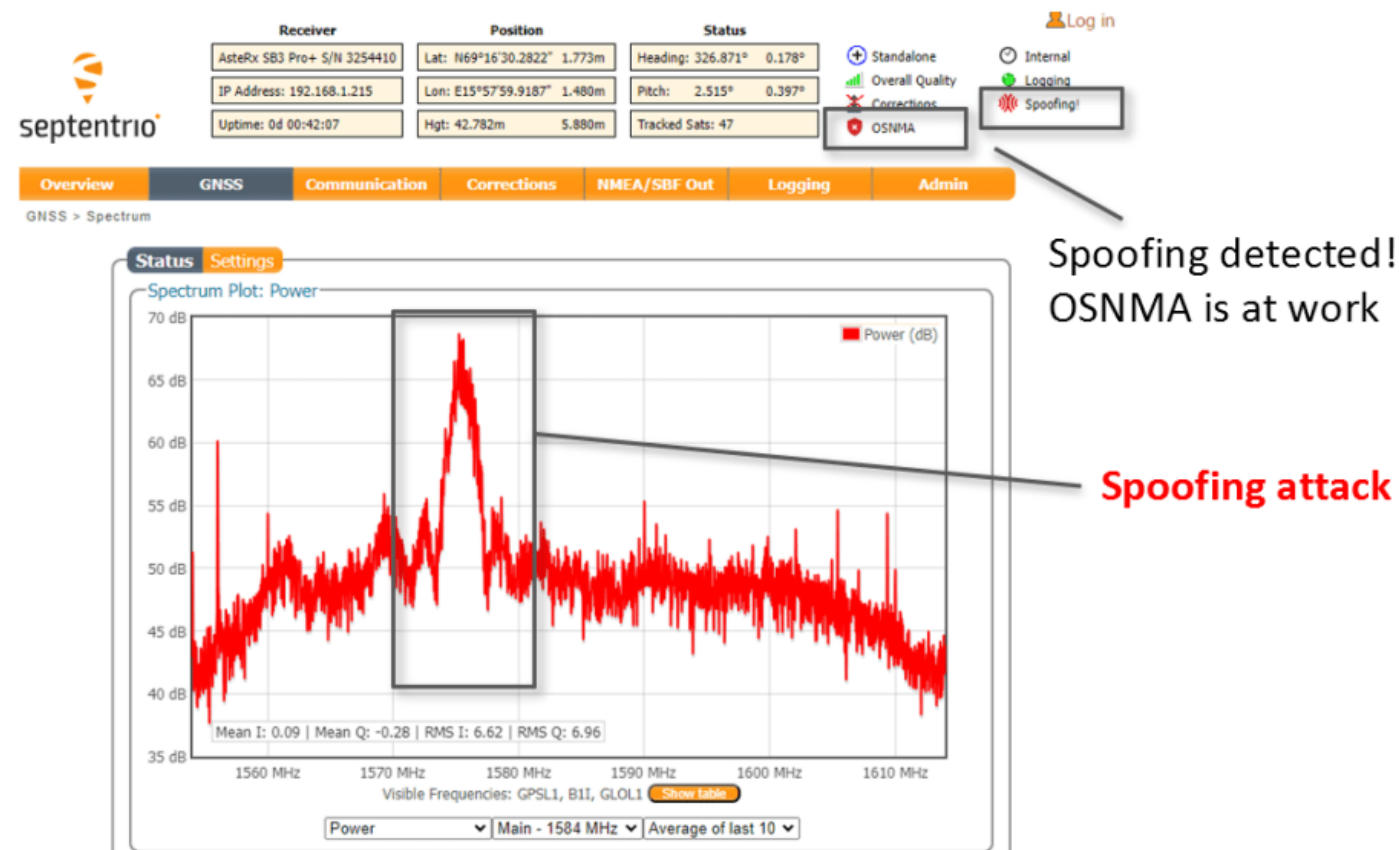 Log in
Receiver
Position
Status
AsteRx SB3 Pro+ S/N 3254410
Lat: N69°16'30.2822" 1.773m
Heading: 326.871° 0.178°
Standalone
Internal
IP Address: 192.168.1.215
Lon: E15°57'59.9187" 1.480m
Pitch: 2.515° 0.397°
Overall Quality
Logging
septentrio
Uptime: 0d 00:42:07
Hgt: 42.782m 5.880m
Tracked Sats: 47
Corrections
Spoofing!
OSNMA
Overview GNSS Communication Corrections NMEA/SBF Out Logging Admin
GNSS > Spectrum
Spoofing detected!
OSNMA is at work
Status Settings
Spectrum Plot: Power
70 dB
Power (dB)
65 dB
60 dB
Spoofing attack
55 dB
50 dB
45 dB
40 dB
Mean I: 0.09 | Mean Q: -0.28 | RMS I: 6.62 | RMS Q: 6.96
35 dB
1560 MHz 1570 MHz 1580 MHz 1590 MHz 1600 MHz 1610 MHz
Visible Frequencies: GPSL1, B1I, GLOL1 Show table
Power Main - 1584 MHz Average of last 10